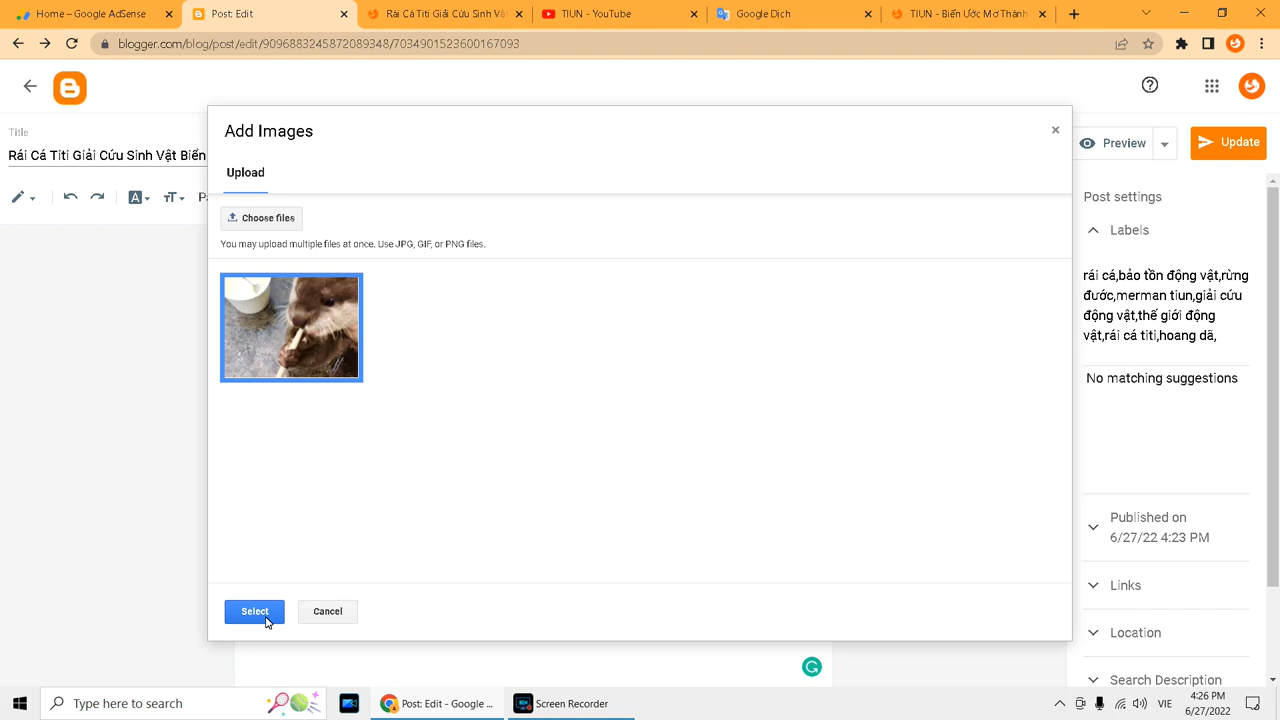 Home – Google AdSense
Post: Edit
Rái Cá Titi Giải Cứu Sinh Vậ
TIUN - YouTube
Google Dịch
TIUN - Biến Ước Mơ Thành
blogger.com/blog/post/edit/9096883245872089348/7034901523600167093
Title
Rái Cá Titi Giải Cứu Sinh Vật Biển
Add Images
Upload
Choose files
You may upload multiple files at once. Use JPG, GIF, or PNG files.
Select
Cancel
Preview
Update
Post settings
Labels
rái cá,bảo tồn động vật,rừng
đước,merman tiun,giải cứu
động vật,thế giới động
vật,rái cá titi,hoang dã,
No matching suggestions
Published on
6/27/22 4:23 PM
Links
Location
Search Description
Type here to search
Post: Edit - Google ...
Screen Recorder
VIE
4:26 PM
6/27/2022